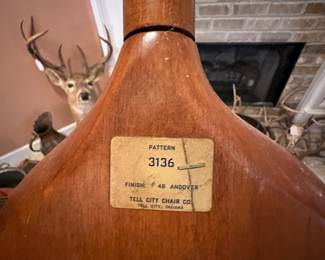 PATTERN
3136
FINISH: # 48 ANDOVER
TELL CITY CHAIR CO.
TELL CITY, INDIANA